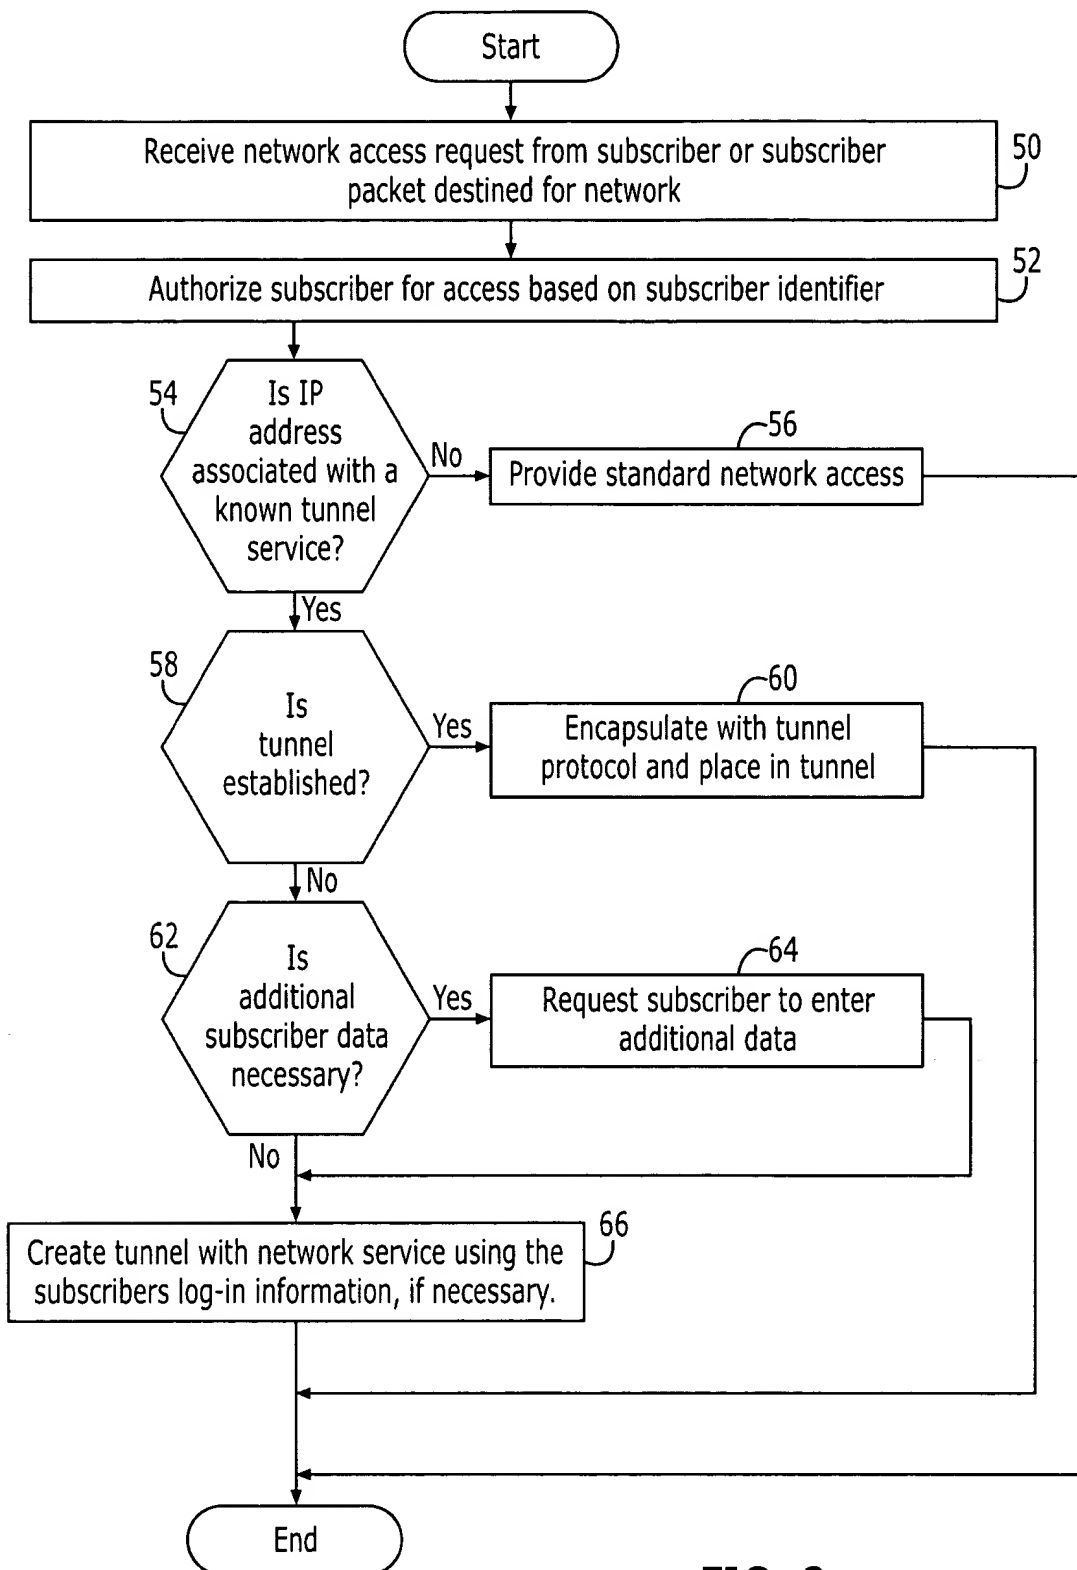 Start
Receive network access request from subscriber or subscriber
packet destined for network
50
Authorize subscriber for access based on subscriber identifier
52
54
Is IP
address
associated with a
known tunnel
service?
No
56
Provide standard network access
Yes
58
Is
tunnel
established?
Yes
60
Encapsulate with tunnel
protocol and place in tunnel
No
62
Is
additional
subscriber data
necessary?
Yes
64
Request subscriber to enter
additional data
No
66
Create tunnel with network service using the
subscribers log-in information, if necessary.
End